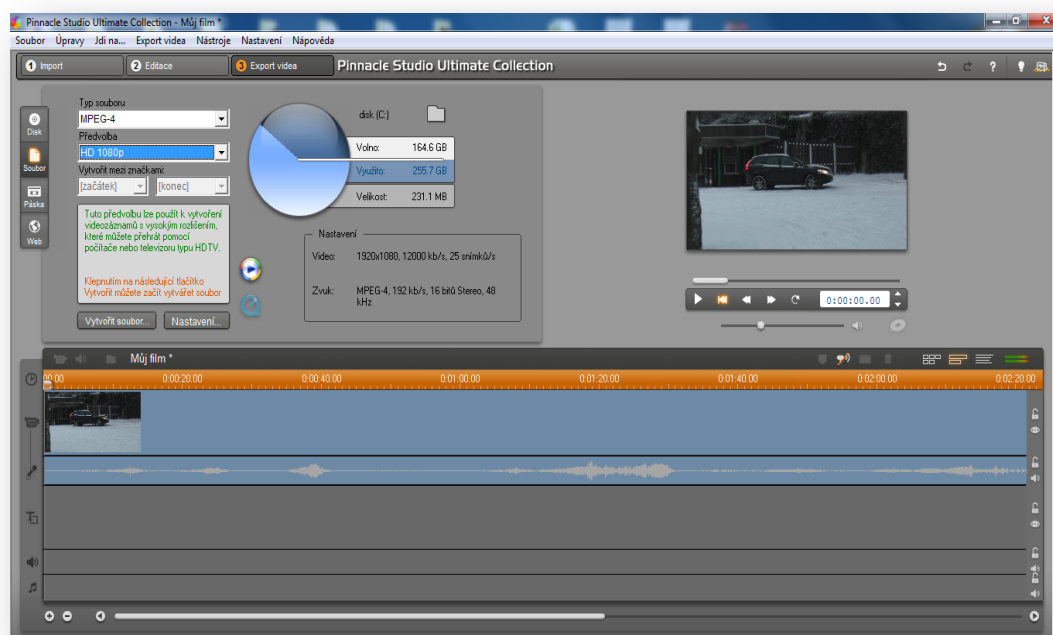 Pinnacle Studio Ultimate Collection - Můj film *
Soubor Úpravy Jdi na... Export videa Nástroje Nastavení Nápověda
1 Import
2 Editace
3 Export videa
Pinnacle Studio Ultimate Collection
Disk
Soubor
Páska
Web
Typ souboru
MPEG-4
Předvolba
HD 1080p
Vytvořit mezi značkami:
[začátek] [konec]
Tuto předvolbu lze použít k vytvoření
videozáznamů s vysokým rozlišením,
které můžete přehrát pomocí
počítače nebo televizoru typu HDTV.
Klepnutím na následující tlačítko
Vytvořit můžete začít vytvářet soubor
Vytvořit soubor... Nastavení...
disk (C:)
Volno: 164.6 GB
Využito: 255.7 GB
Velikost: 231.1 MB
Nastavení
Video: 1920x1080, 12000 kb/s, 25 snímků/s
Zvuk: MPEG-4, 192 kb/s, 16 bitů Stereo, 48
kHz
0:00:00.00
Můj film *
0:00:20.00 0:00:40.00 0:01:00.00 0:01:20.00 0:01:40.00 0:02:00.00 0:02:20.00